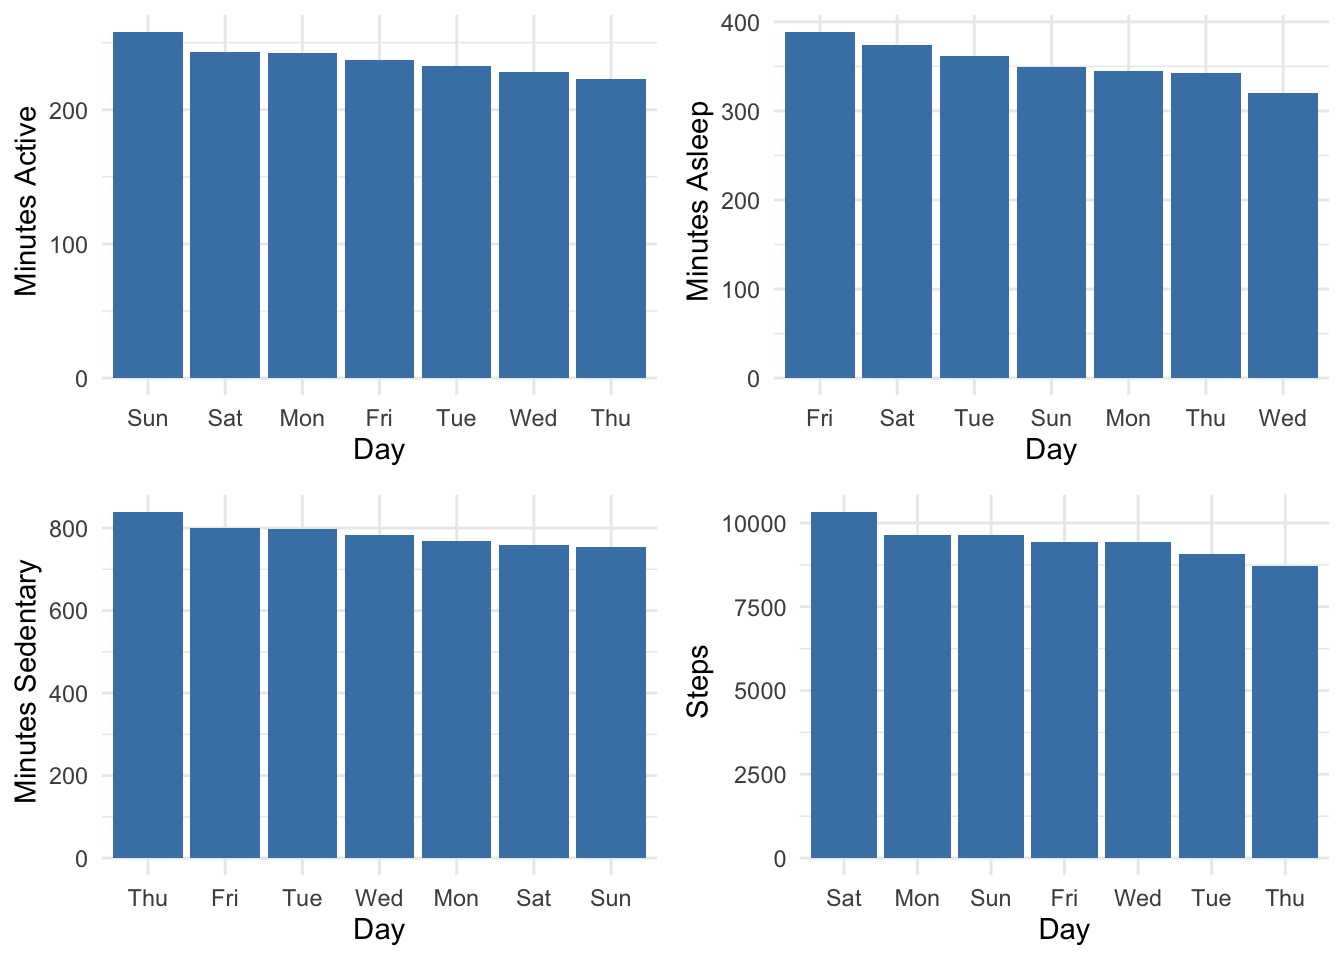 Minutes Active
200
100
0
Sun Sat Mon Fri Tue Wed Thu
Day
Minutes Asleep
400
300
200
100
0
Fri Sat Tue Sun Mon Thu Wed
Day
Minutes Sedentary
800
600
400
200
0
Thu Fri Tue Wed Mon Sat Sun
Day
Steps
10000
7500
5000
2500
0
Sat Mon Sun Fri Wed Tue Thu
Day